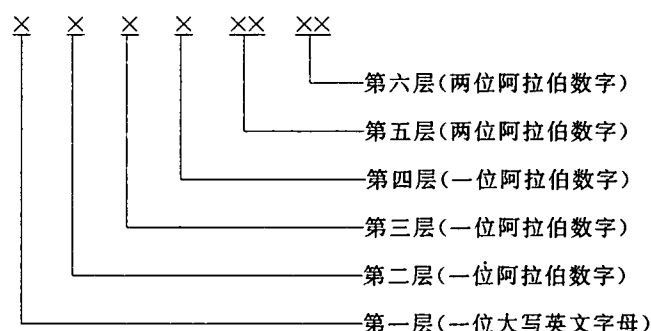 × × × × ×× ××
第六层(两位阿拉伯数字)
第五层(两位阿拉伯数字)
第四层(一位阿拉伯数字)
第三层(一位阿拉伯数字)
第二层(一位阿拉伯数字)
第一层(一位大写英文字母)